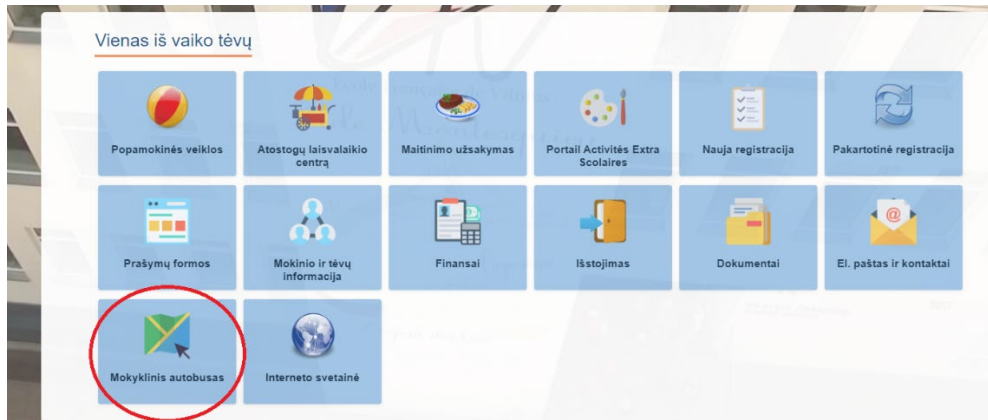 Vienas iš vaiko tėvų
Popamokinės veiklos
Atostogų laisvalaikio
centrą
Maitinimo užsakymas
Portail Activités Extra
Scolaires
Nauja registracija
Pakartotinė registracija
Prašymų formos
Mokinio ir tėvų
informacija
Finansai
Išstojimas
Dokumentai
El. paštas ir kontaktai
Mokyklinis autobusas
Interneto svetainė